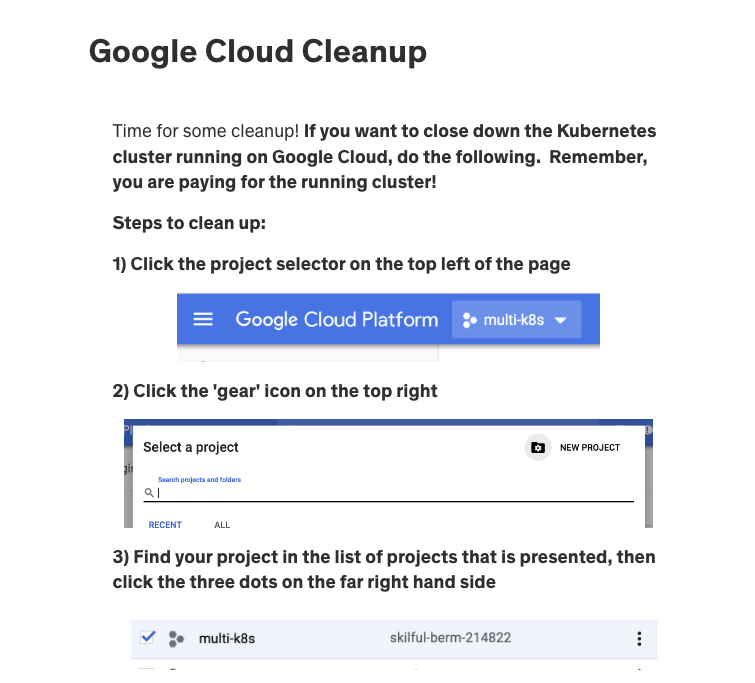 Google Cloud Cleanup
Time for some cleanup! If you want to close down the Kubernetes
cluster running on Google Cloud, do the following.  Remember,
you are paying for the running cluster!
Steps to clean up:
1) Click the project selector on the top left of the page
Google Cloud Platform multi-k8s
2) Click the 'gear' icon on the top right
Select a project NEW PROJECT
Search projects and folders
RECENT ALL
3) Find your project in the list of projects that is presented, then
click the three dots on the far right hand side
multi-k8s skilful-berm-214822